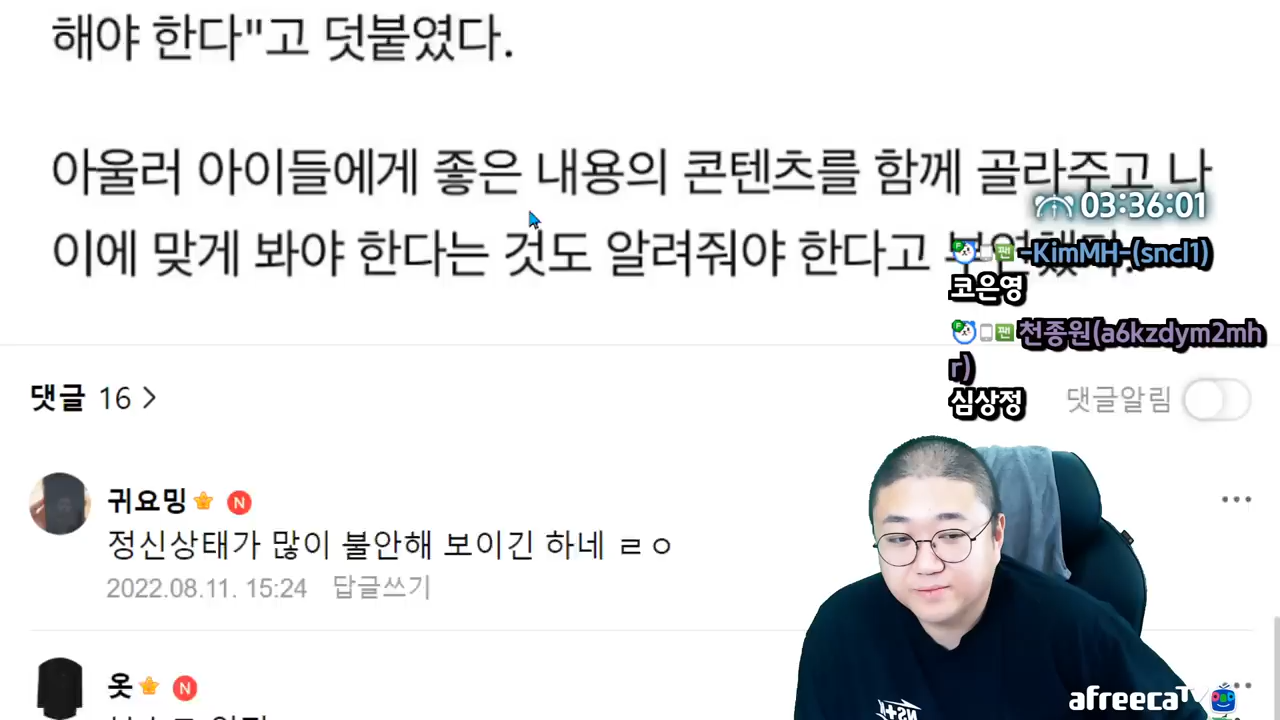 해야 한다"고 덧붙였다.
아울러 아이들에게 좋은 내용의 콘텐츠를 함께 골라주고 나
이에 맞게 봐야 한다는 것도 알려줘야 한다고
03:36:01
팬 -KimMH-(sncl1)
코은영
팬 천종원(a6kzdym2mh
r)
심상정
댓글 16 >
댓글알림
귀요밍 N
정신상태가 많이 불안해 보이긴 하네 ㄹㅇ
2022.08.11. 15:24 답글쓰기
옷 N
afreecaTV